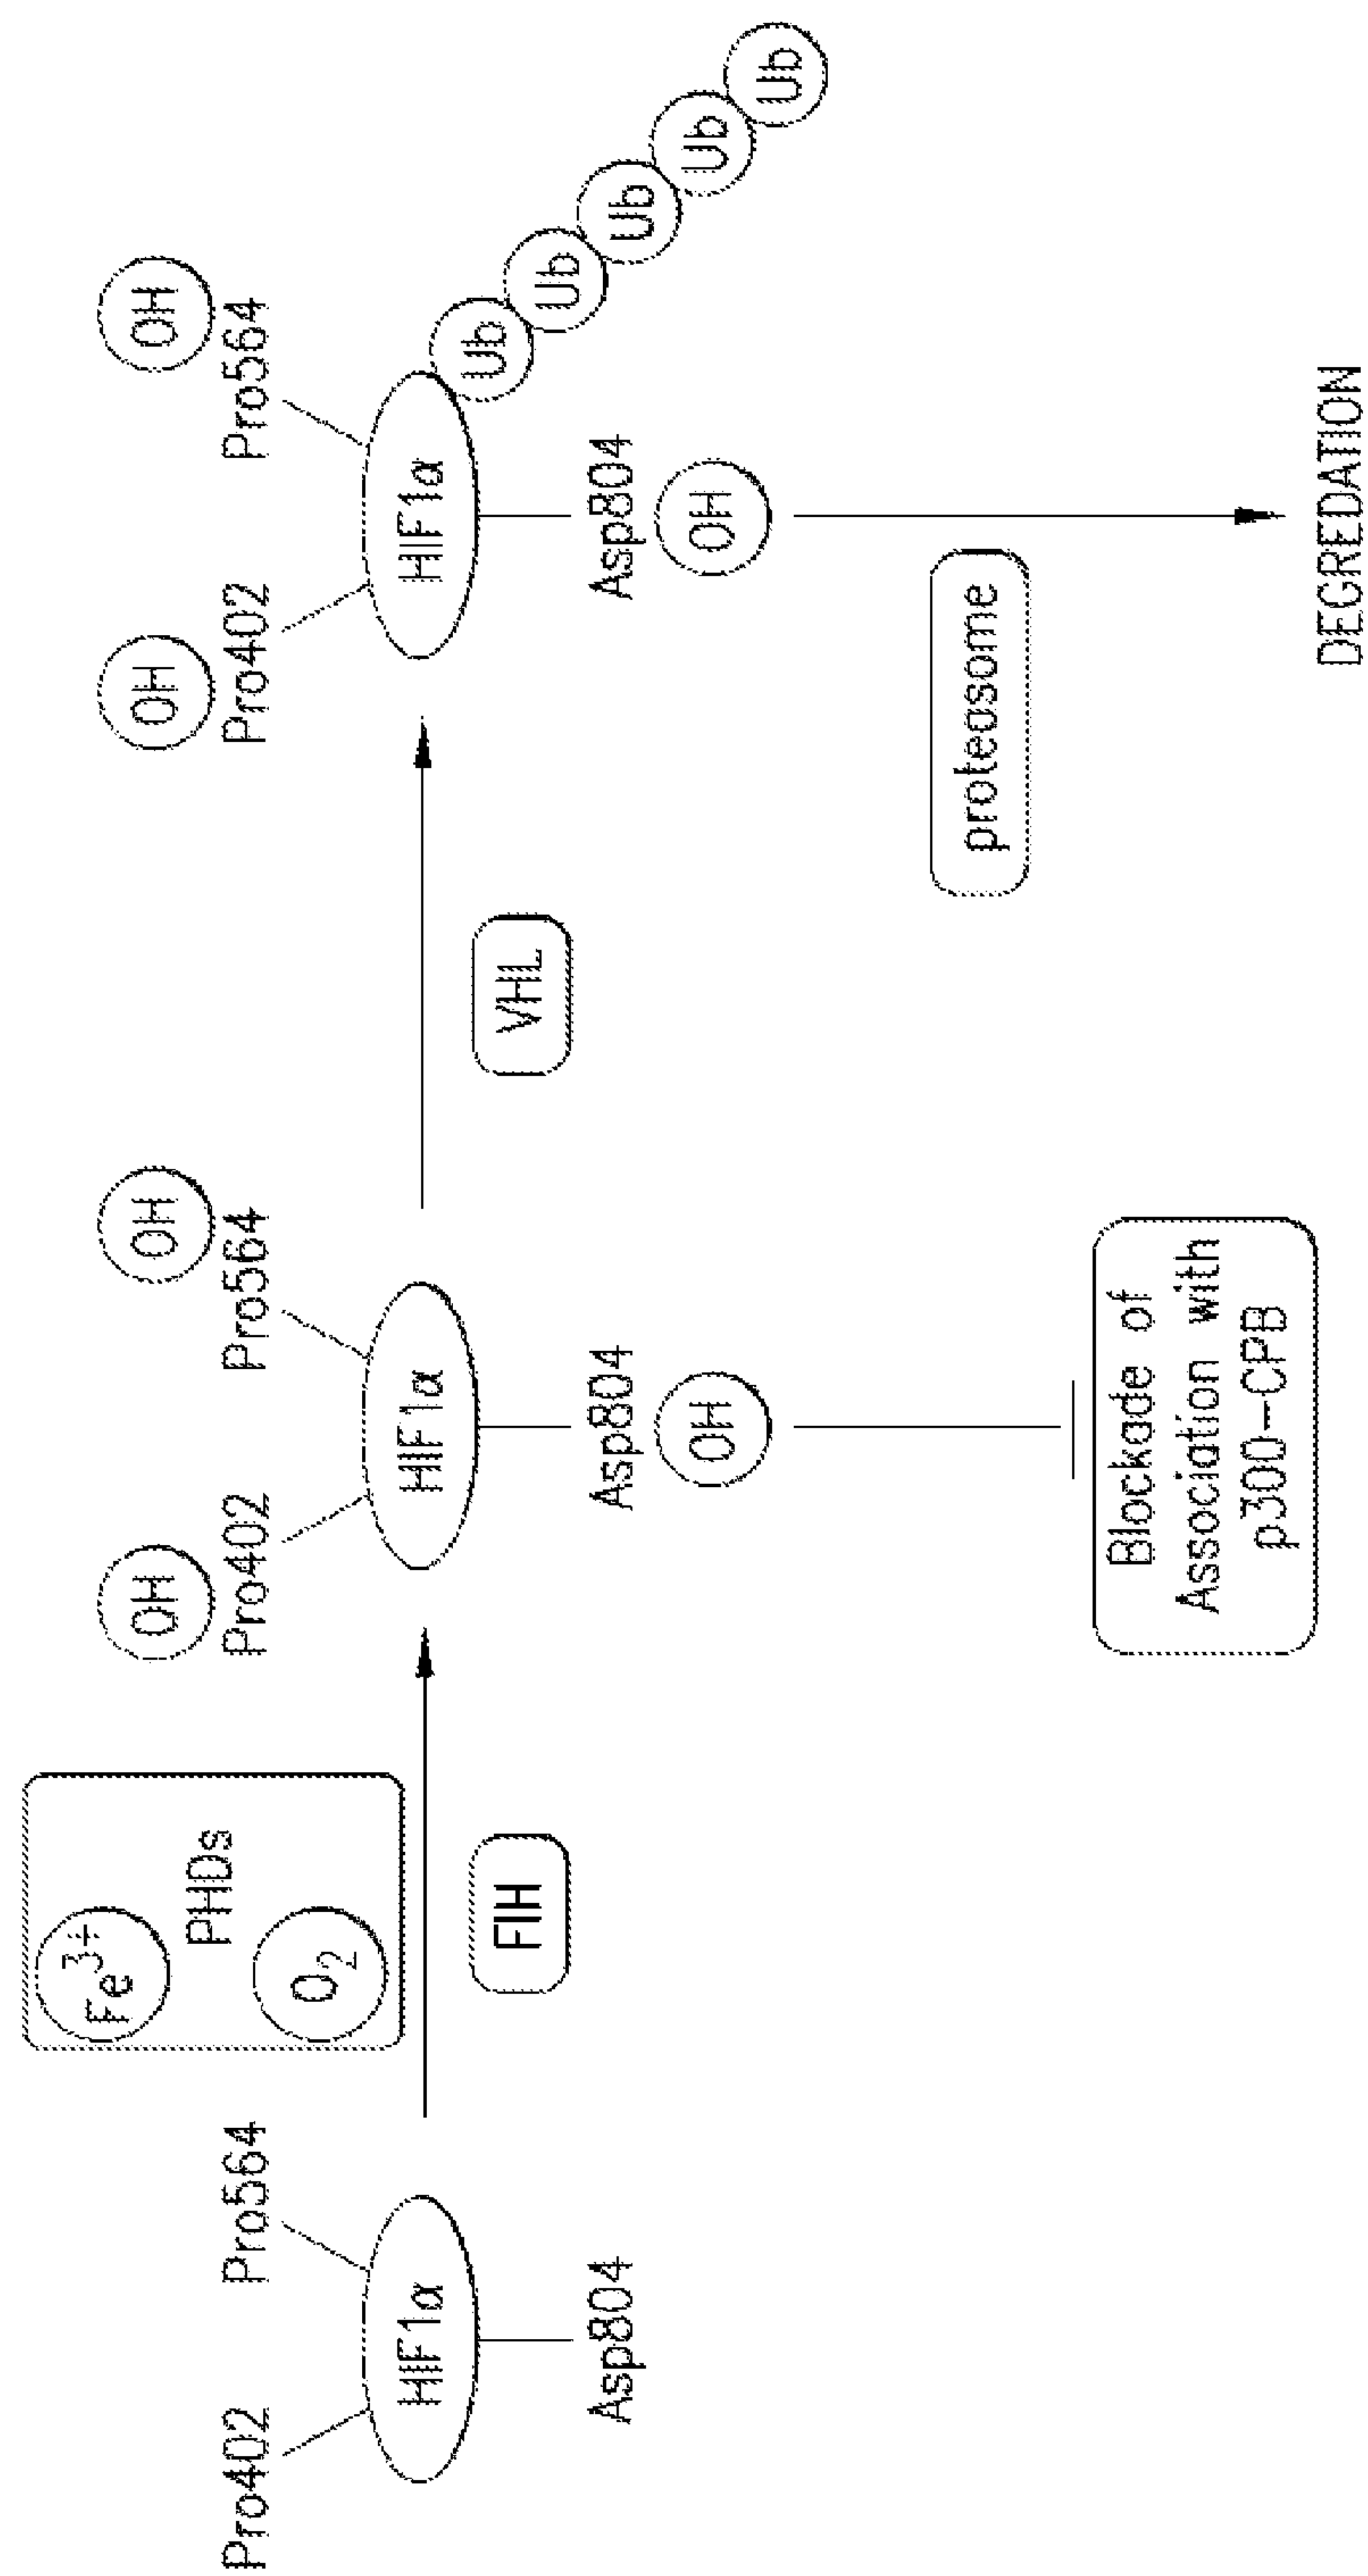 Pro402
Pro564
HIF1α
Asp804
Fe3+
PHDs
O2
FIH
OH
OH
Pro402
Pro564
HIF1α
Asp804
OH
Blockade of
Association with
p300-CPB
VHL
OH
OH
Pro402
Pro564
HIF1α
Ub
Ub
Ub
Ub
Ub
Asp804
OH
proteasome
DEGREDATION